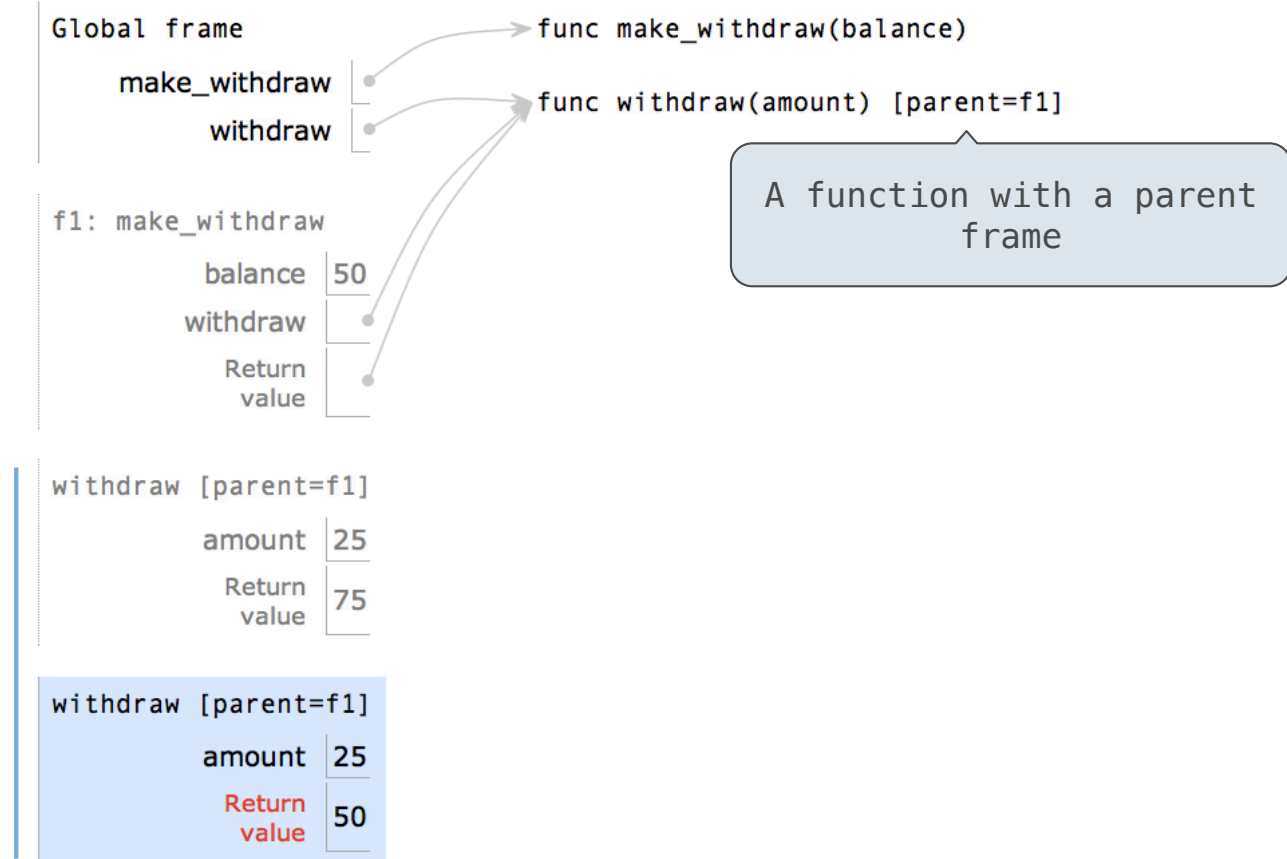 Global frame
func make_withdraw(balance)
make_withdraw
func withdraw(amount) [parent=f1]
withdraw
A function with a parent
frame
f1: make_withdraw
balance 50
withdraw
Return
value
withdraw [parent=f1]
amount 25
Return
value 75
withdraw [parent=f1]
amount 25
Return
value 50